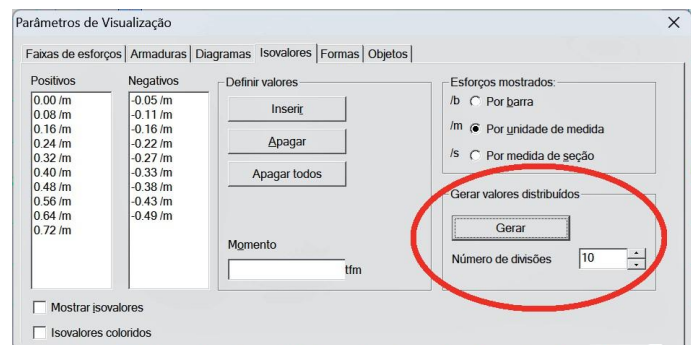 Parâmetros de Visualização
Faixas de esforços Armaduras Diagramas Isovalores Formas Objetos
Positivos
0.00 /m
0.08 /m
0.16 /m
0.24 /m
0.32 /m
0.40 /m
0.48 /m
0.56 /m
0.64 /m
0.72 /m
Negativos
-0.05 /m
-0.11 /m
-0.16 /m
-0.22 /m
-0.27 /m
-0.33 /m
-0.38 /m
-0.43 /m
-0.49 /m
Definir valores
Inserir
Apagar
Apagar todos
Momento
tfm
Esforços mostrados:
/b Por barra
/m Por unidade de medida
/s Por medida de seção
Gerar valores distribuídos
Gerar
Número de divisões 10
Mostrar isovalores
Isovalores coloridos